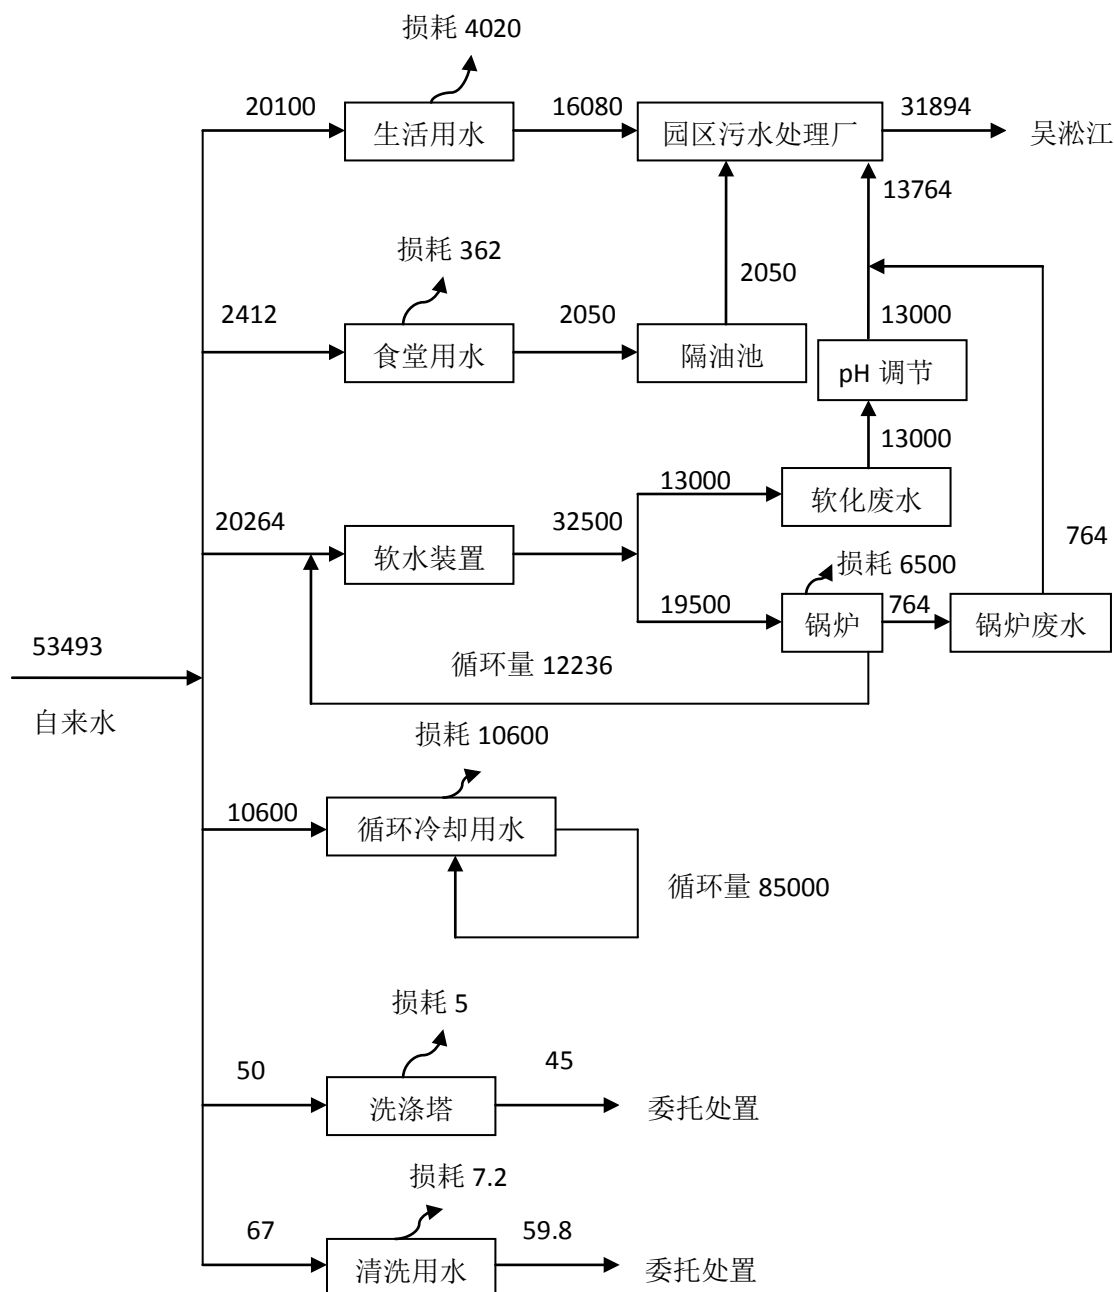 损耗 4020
20100
生活用水
16080
园区污水处理厂
31894
吴淞江
13764
损耗 362
2412
食堂用水
2050
隔油池
2050
13000
pH 调节
13000
20264
软水装置
32500
13000
软化废水
764
损耗 6500
19500
锅炉
764
锅炉废水
循环量 12236
53493
自来水
损耗 10600
10600
循环冷却用水
循环量 85000
损耗 5
50
洗涤塔
45
委托处置
损耗 7.2
67
清洗用水
59.8
委托处置